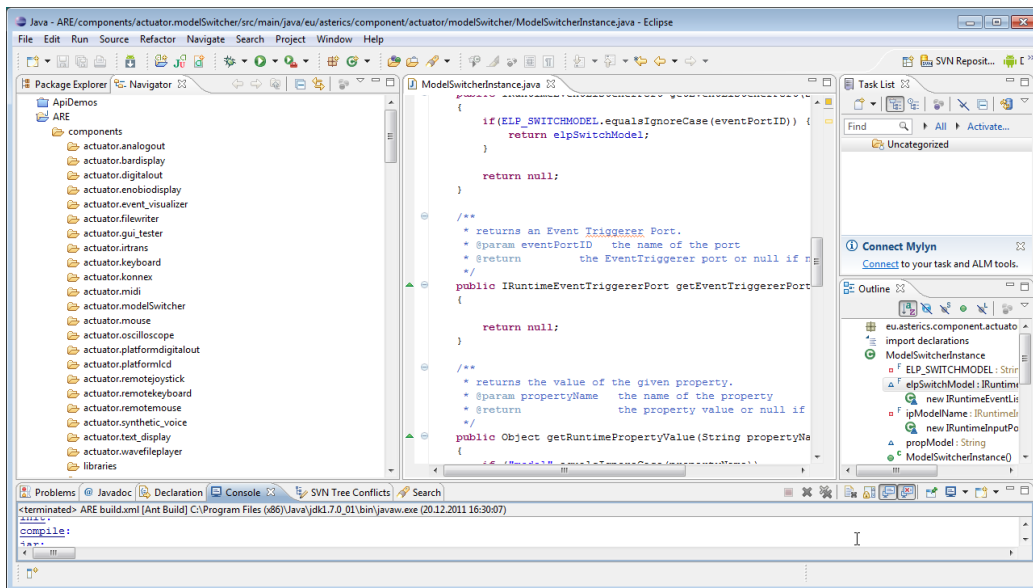 Java - ARE/components/actuator.modelSwitcher/src/main/java/eu/asterics/component/actuator/modelSwitcher/ModelSwitcherInstance.java - Eclipse
File Edit Run Source Refactor Navigate Search Project Window Help
SVN Reposit...
Package Explorer
Navigator
ApiDemos
ARE
components
actuator.analogout
actuator.bardisplay
actuator.digitalout
actuator.enobiodisplay
actuator.event_visualizer
actuator.filewriter
actuator.gui_tester
actuator.irtrans
actuator.keyboard
actuator.konnex
actuator.midi
actuator.modelSwitcher
actuator.mouse
actuator.oscilloscope
actuator.platformdigitalout
actuator.platformlcd
actuator.remotejoystick
actuator.remotekeyboard
actuator.remotemouse
actuator.synthetic_voice
actuator.text_display
actuator.wavefileplayer
libraries
ModelSwitcherInstance.java
{
if(ELP_SWITCHMODEL.equalsIgnoreCase(eventPortID)) {
return elpSwitchModel;
}
return null;
}
/**
* returns an Event Triggerer Port.
* @param eventPortID the name of the port
* @return the EventTriggerer port or null if n
*/
public IRuntimeEventTriggererPort getEventTriggererPort
{
return null;
}
/**
* returns the value of the given property.
* @param propertyName the name of the property
* @return the property value or null if
*/
public Object getRuntimePropertyValue(String propertyNa
{
if ("model".equalsIgnoreCase(propertyName))
Task List
Find
All
Activate...
Uncategorized
Connect Mylyn
Connect to your task and ALM tools.
Outline
eu.asterics.component.actuato
import declarations
ModelSwitcherInstance
ELP_SWITCHMODEL : Strin
elpSwitchModel : IRuntime
new IRuntimeEventLis
ipModelName : IRuntimeIn
new IRuntimeInputPo
propModel : String
ModelSwitcherInstance()
Problems @ Javadoc Declaration Console SVN Tree Conflicts Search
<terminated> ARE build.xml [Ant Build] C:\Program Files (x86)\Java\jdk1.7.0_01\bin\javaw.exe (20.12.2011 16:30:07)
init:
compile:
jar: